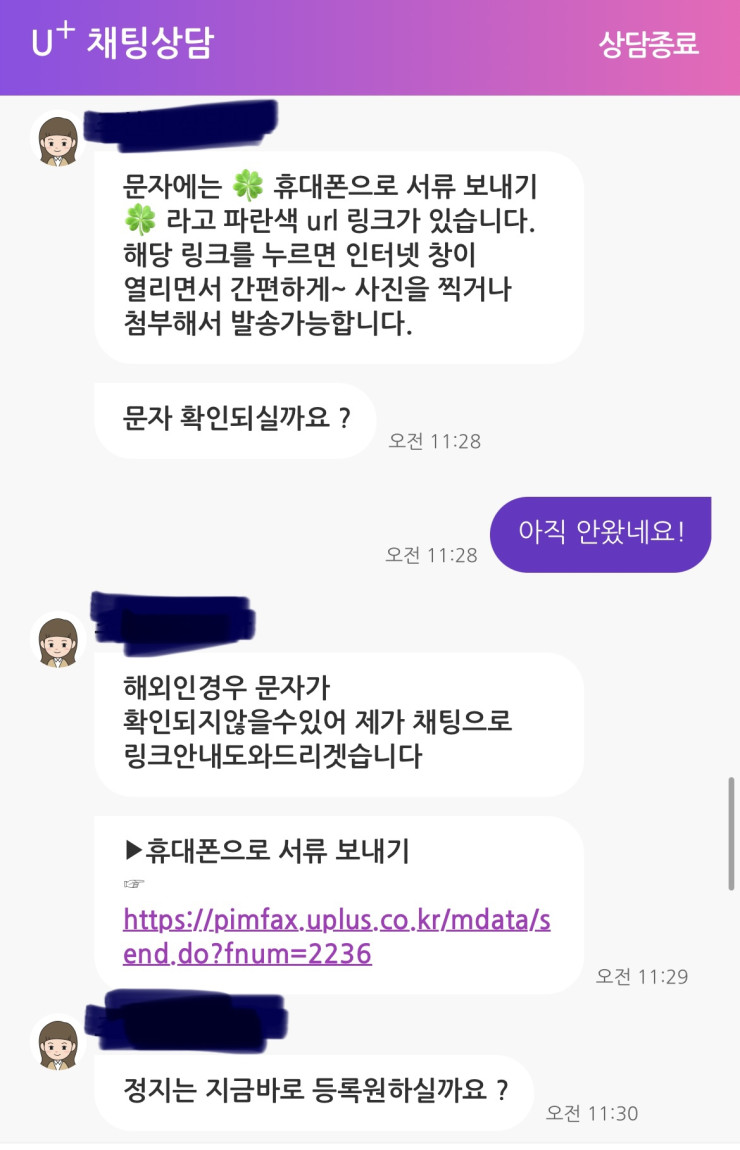 U+ 채팅상담
상담종료
문자에는 🍀 휴대폰으로 서류 보내기
🍀 라고 파란색 url 링크가 있습니다.
해당 링크를 누르면 인터넷 창이
열리면서 간편하게~ 사진을 찍거나
첨부해서 발송가능합니다.
문자 확인되실까요 ?
오전 11:28
아직 안왔네요!
오전 11:28
해외인경우 문자가
확인되지않을수있어 제가 채팅으로
링크안내도와드리겟습니다
▶휴대폰으로 서류 보내기
☞
https://pimfax.uplus.co.kr/mdata/s
end.do?fnum=2236
오전 11:29
정지는 지금바로 등록원하실까요 ?
오전 11:30